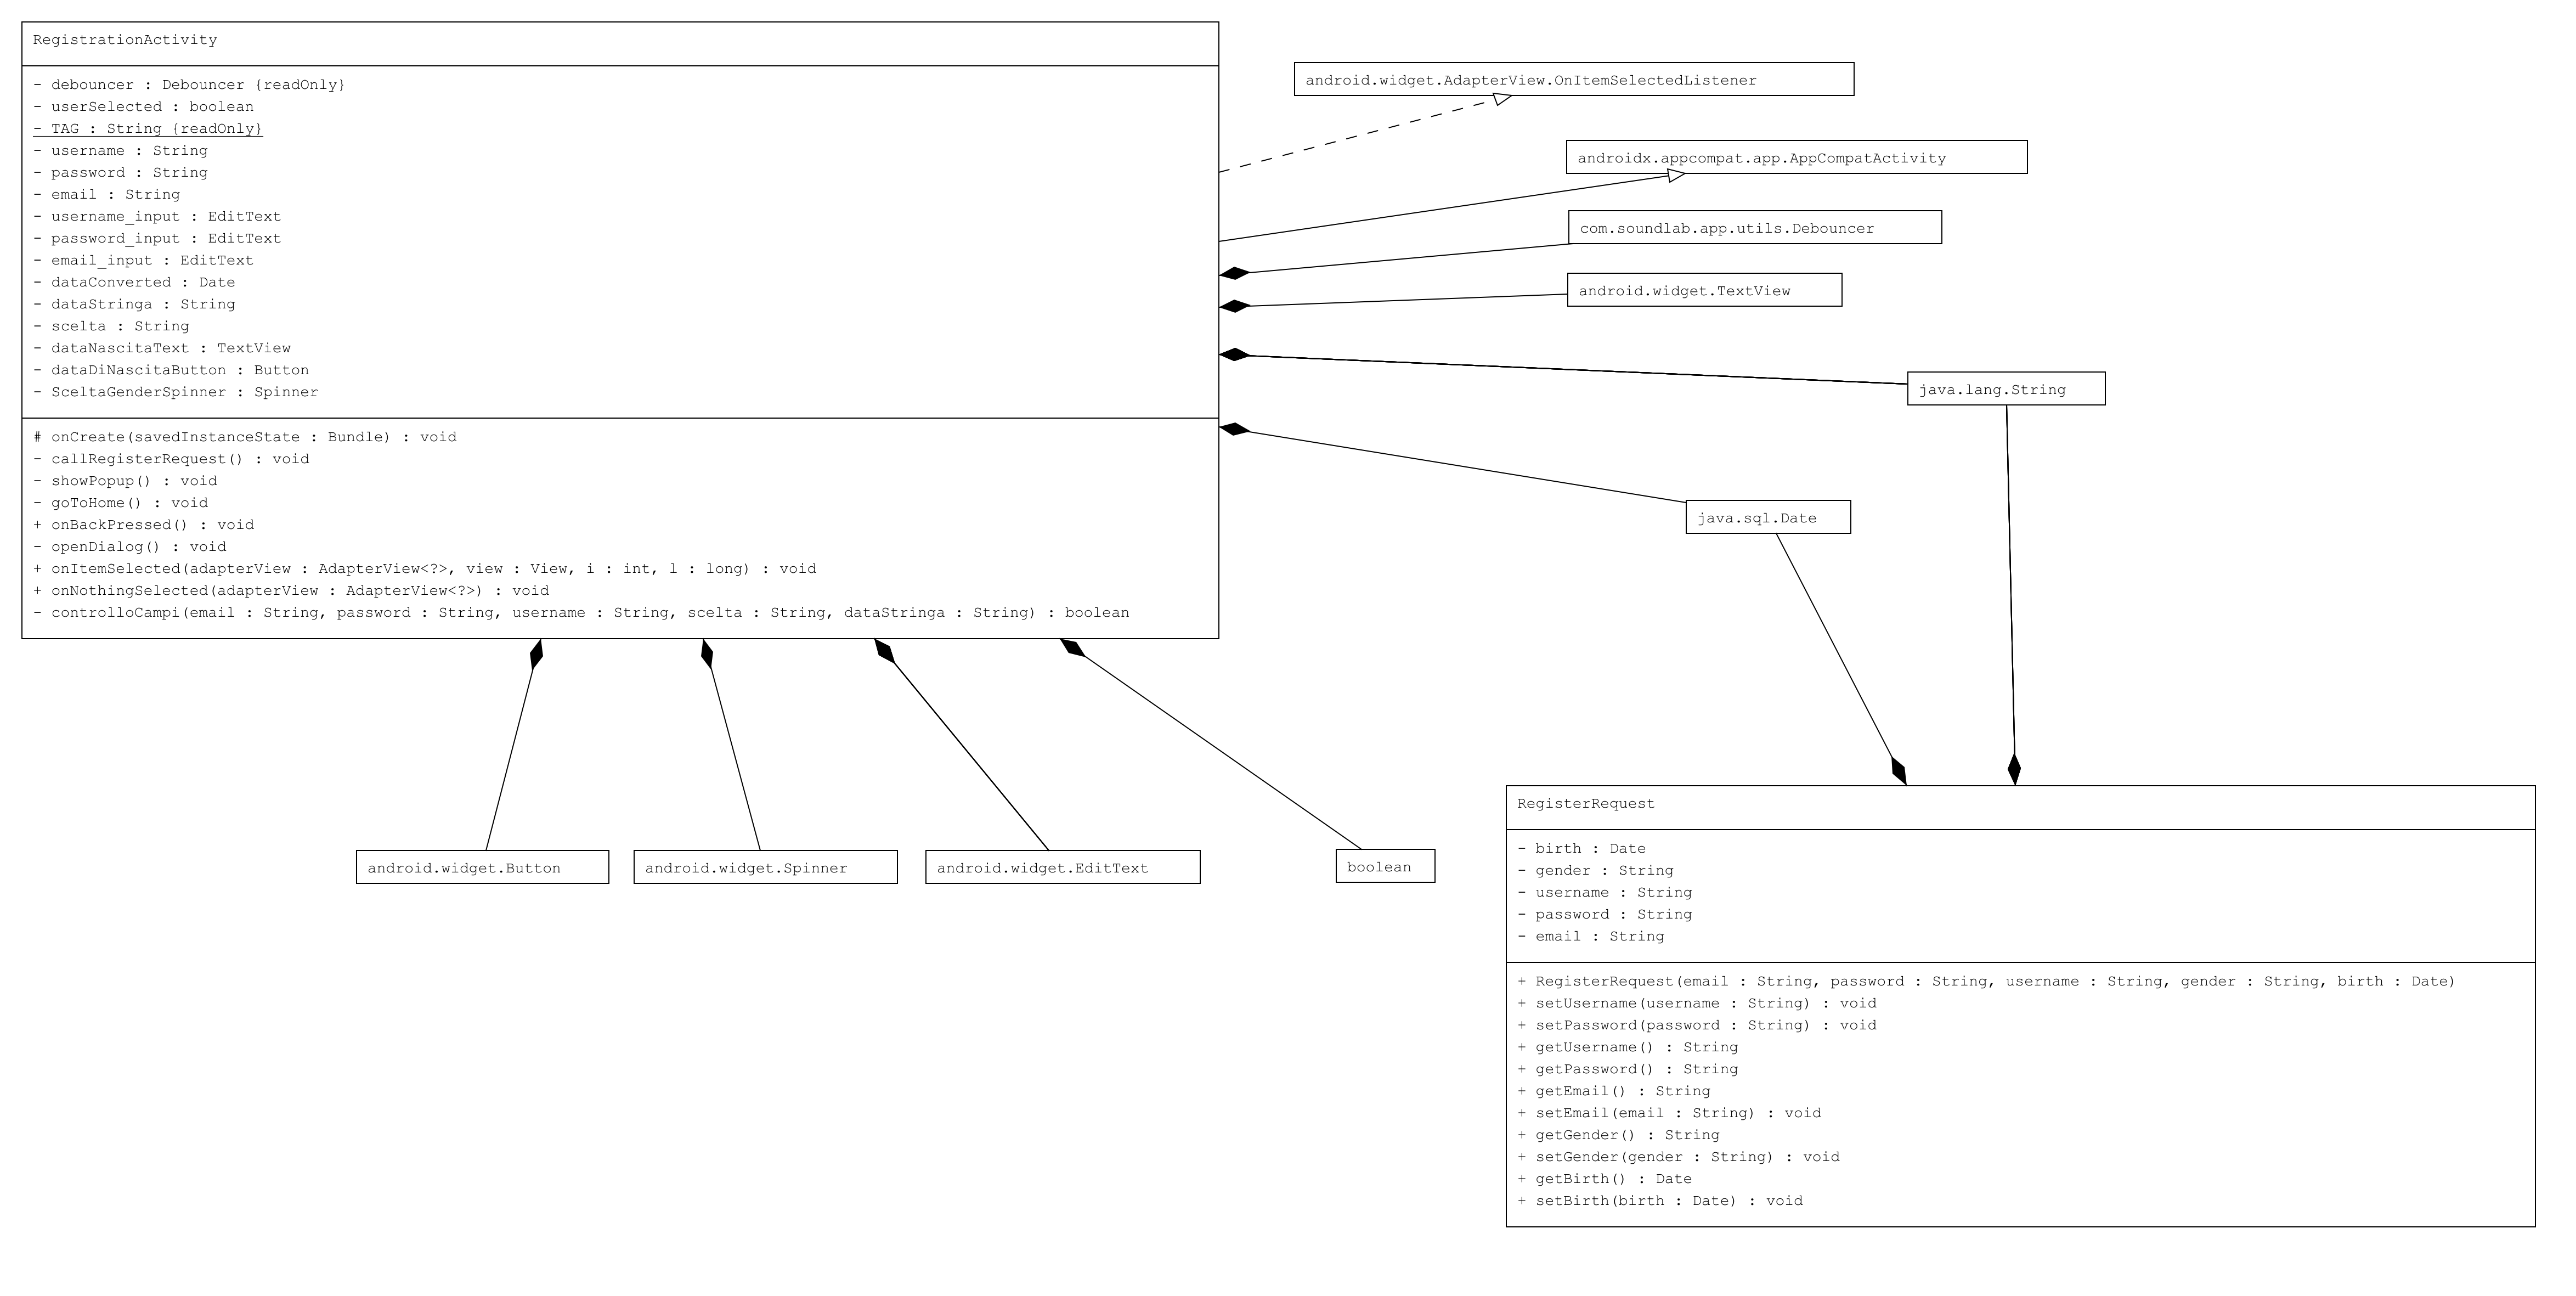 RegistrationActivity
- debouncer : Debouncer {readOnly}
- userSelected : boolean
- TAG : String {readOnly}
- username : String
- password : String
- email : String
- username_input : EditText
- password_input : EditText
- email_input : EditText
- dataConverted : Date
- dataStringa : String
- scelta : String
- dataNascitaText : TextView
- dataDiNascitaButton : Button
- SceltaGenderSpinner : Spinner
# onCreate(savedInstanceState : Bundle) : void
- callRegisterRequest() : void
- showPopup() : void
- goToHome() : void
+ onBackPressed() : void
- openDialog() : void
+ onItemSelected(adapterView : AdapterView<?>, view : View, i : int, l : long) : void
+ onNothingSelected(adapterView : AdapterView<?>) : void
- controlloCampi(email : String, password : String, username : String, scelta : String, dataStringa : String) : boolean
android.widget.AdapterView.OnItemSelectedListener
androidx.appcompat.app.AppCompatActivity
com.soundlab.app.utils.Debouncer
android.widget.TextView
java.lang.String
java.sql.Date
android.widget.Button
android.widget.Spinner
android.widget.EditText
boolean
RegisterRequest
- birth : Date
- gender : String
- username : String
- password : String
- email : String
+ RegisterRequest(email : String, password : String, username : String, gender : String, birth : Date)
+ setUsername(username : String) : void
+ setPassword(password : String) : void
+ getUsername() : String
+ getPassword() : String
+ getEmail() : String
+ setEmail(email : String) : void
+ getGender() : String
+ setGender(gender : String) : void
+ getBirth() : Date
+ setBirth(birth : Date) : void